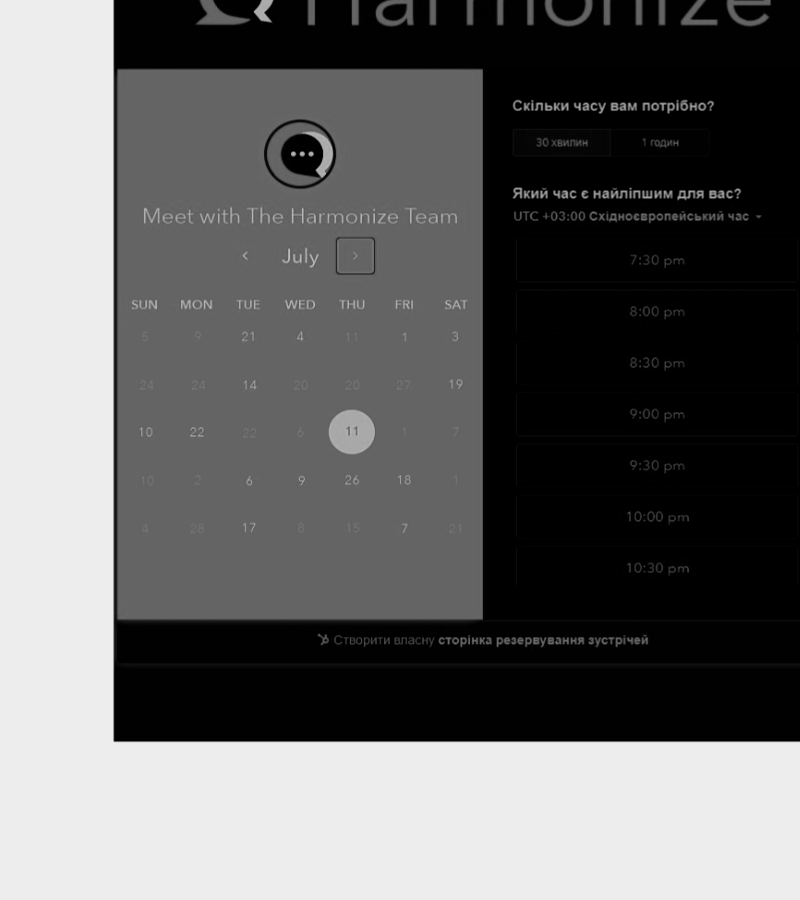 Harmonize
Meet with The Harmonize Team
July
SUN MON TUE WED THU FRI SAT
5 9 21 4 11 1 3
24 24 14 20 20 27 19
10 22 22 6 11 1 7
10 2 6 9 26 18 1
4 28 17 8 15 7 21
Скільки часу вам потрібно?
30 хвилин 1 годин
Який час є найліпшим для вас?
UTC +03:00 Східноєвропейський час
7:30 pm
8:00 pm
8:30 pm
9:00 pm
9:30 pm
10:00 pm
10:30 pm
Створити власну сторінка резервування зустрічей